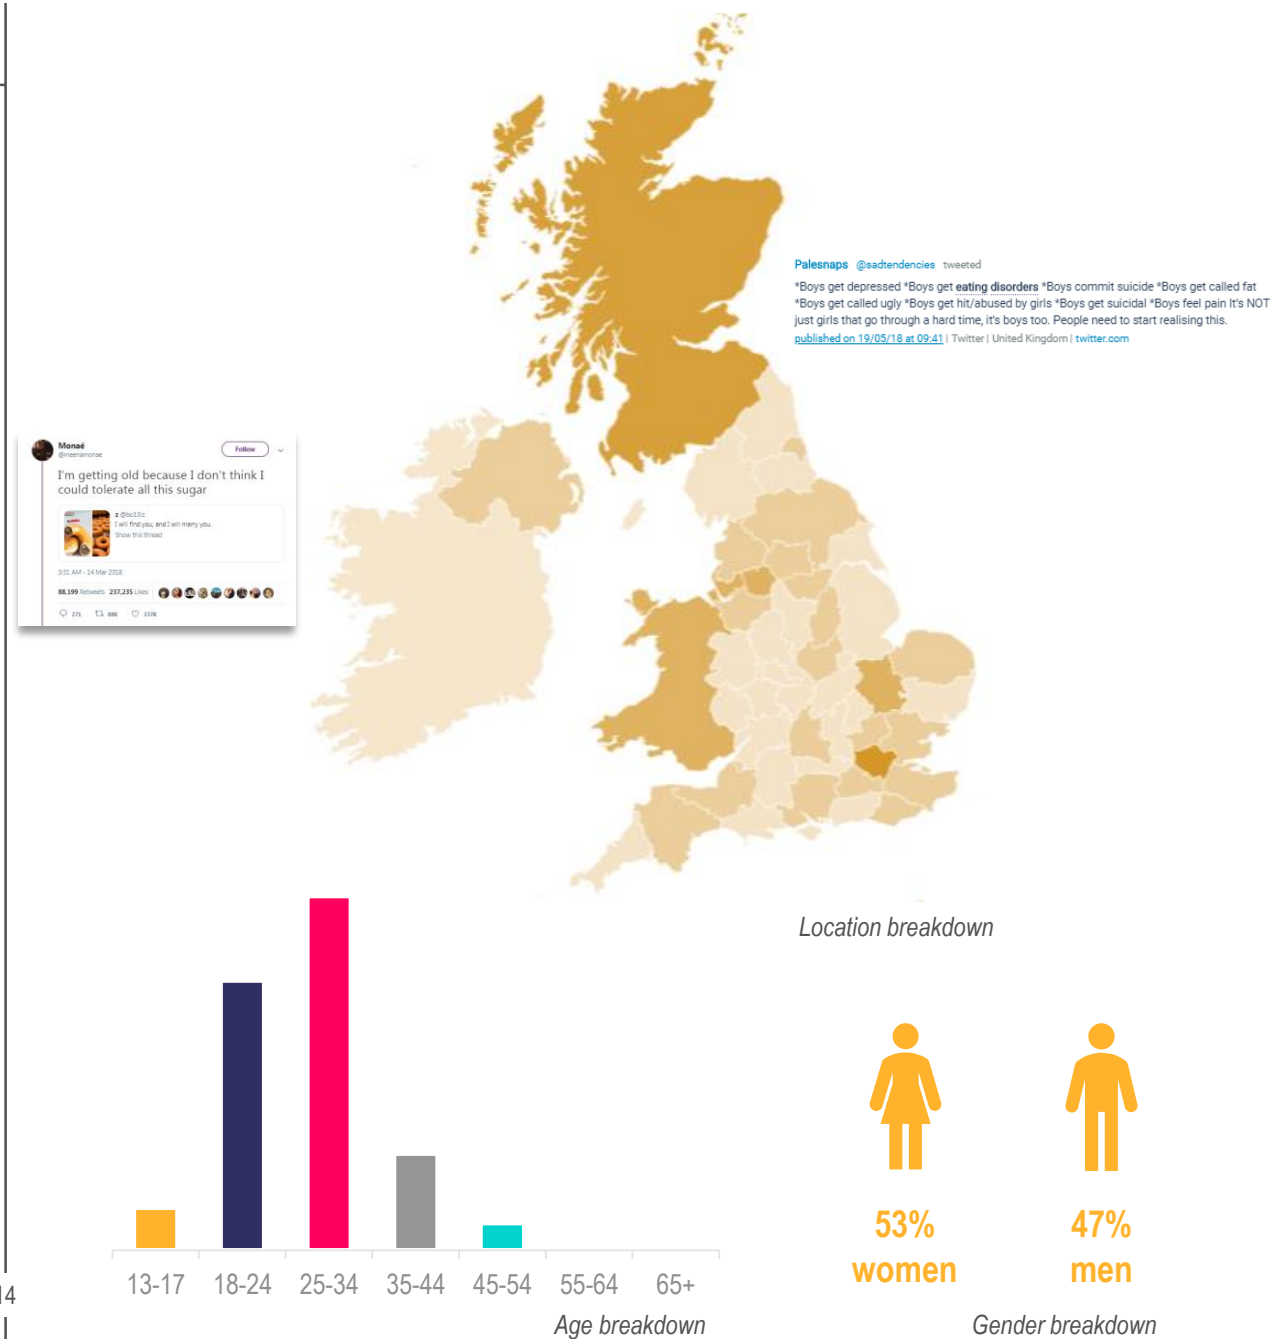 Palesnaps @sadtendencies tweeted
*Boys get depressed *Boys get eating disorders *Boys commit suicide *Boys get called fat
*Boys get called ugly *Boys get hit/abused by girls *Boys get suicidal *Boys feel pain It's NOT
just girls that go through a hard time, it's boys too. People need to start realising this.
published on 19/05/18 at 09:41 | Twitter | United Kingdom | twitter.com
Monaé
@meenamonae
Follow
I'm getting old because I don't think I
could tolerate all this sugar
z @bo13iz
I will find you, and I will marry you.
Show this thread
3:31 AM - 14 Mar 2018
88,199 Retweets 237,235 Likes
271 88K 237K
Location breakdown
53%
women
47%
men
13-17 18-24 25-34 35-44 45-54 55-64 65+
14
Age breakdown
Gender breakdown